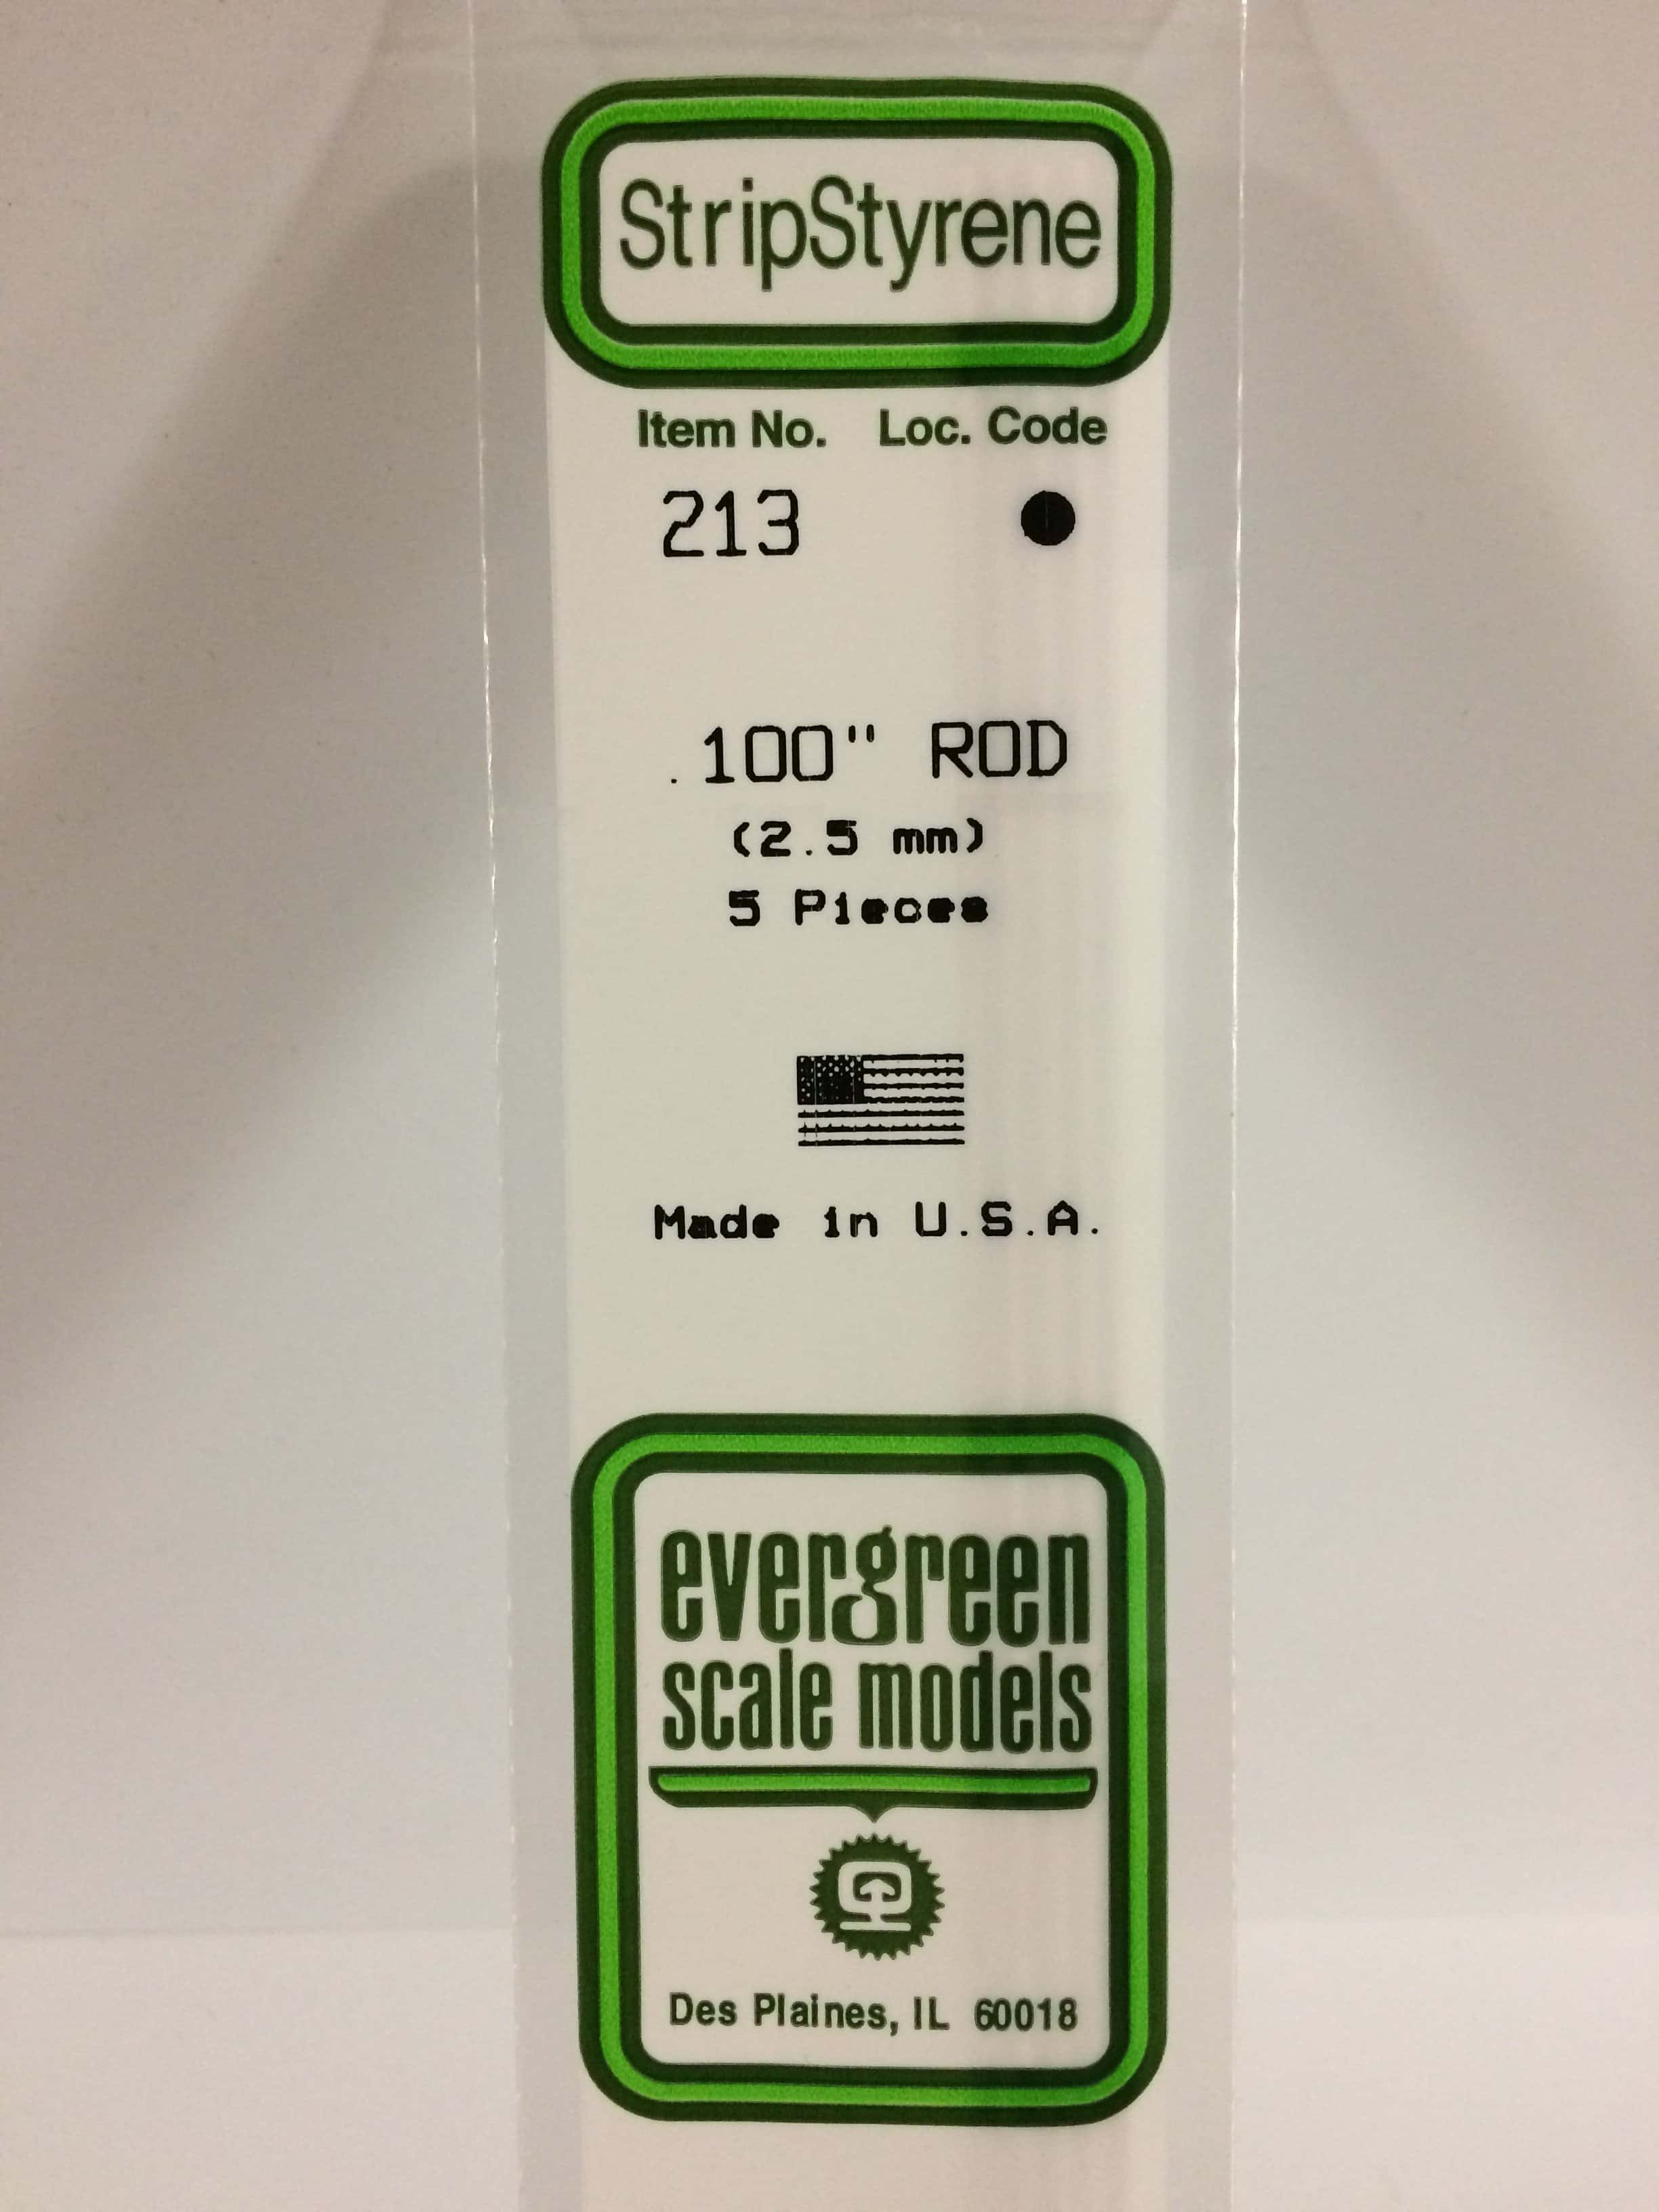 StripStyrene
Item No. Loc. Code
213 ●
.100" ROD
(2.5 mm)
5 Pieces
Made in U.S.A.
evergreen
scale models
Des Plaines, IL 60018